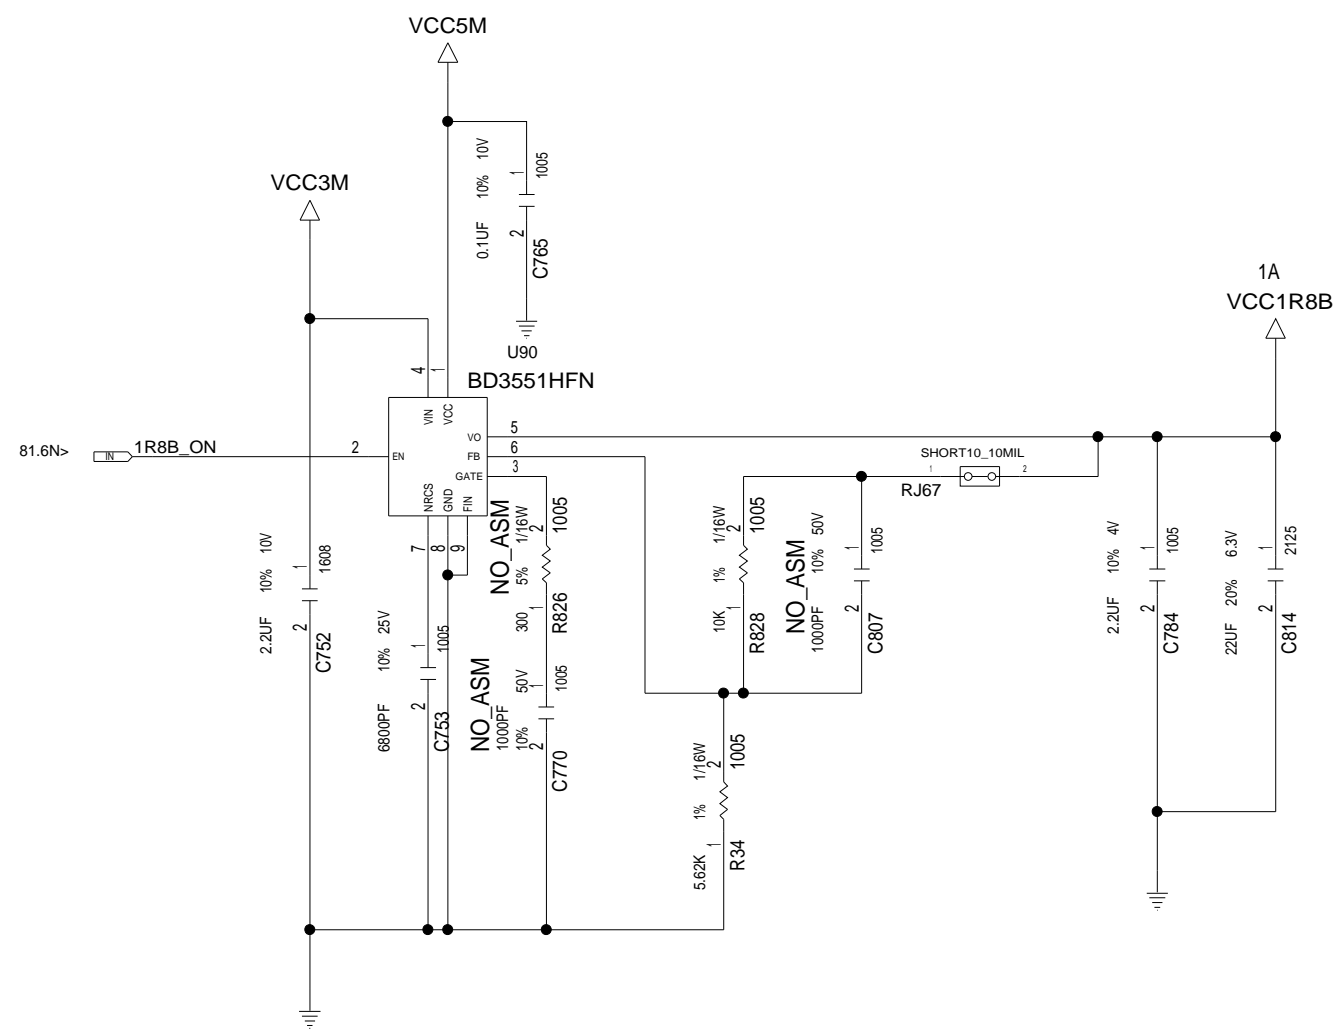 VCC5M
10V
10%
0.1UF
1
1005
2
C765
VCC3M
1A
VCC1R8B
U90
BD3551HFN
4
1
VIN
VCC
81.6N>
IN
1R8B_ON
2
EN
VO
5
FB
6
GATE
3
NRCS
GND
FIN
7
8
9
SHORT10_10MIL
1
2
RJ67
10V
10%
2.2UF
1
1608
2
C752
25V
10%
6800PF
1
1005
2
C753
NO_ASM
1/16W
5%
300
2
1005
1
R826
NO_ASM
50V
1000PF
10%
1
1005
2
C770
1/16W
1%
10K
2
1005
1
R828
NO_ASM
50V
10%
1000PF
1
1005
2
C807
1/16W
1%
5.62K
2
1005
1
R34
4V
10%
2.2UF
1
1005
2
C784
6.3V
20%
22UF
1
2125
2
C814